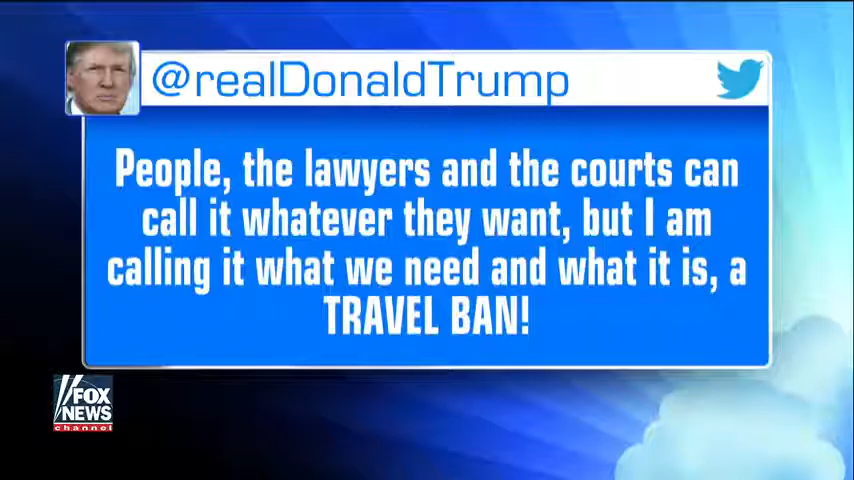 @realDonaldTrump
People, the lawyers and the courts can
call it whatever they want, but I am
calling it what we need and what it is, a
TRAVEL BAN!
FOX
NEWS
channel